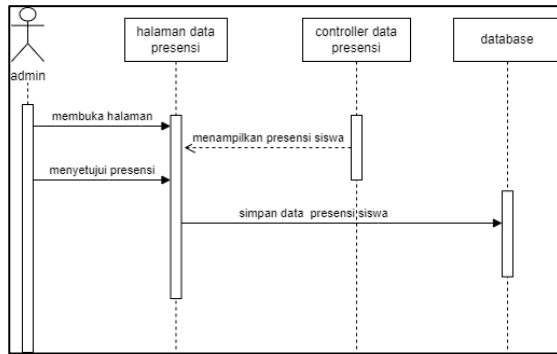 halaman data
presensi
controller data
presensi
database
admin
membuka halaman
menampilkan presensi siswa
menyetujui presensi
simpan data presensi siswa